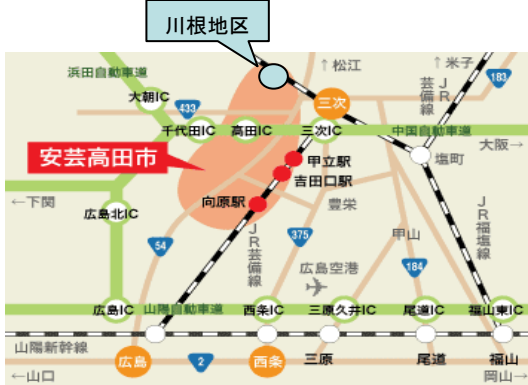 川根地区
↑松江
↑米子
浜田自動車道
183
大朝IC
JR芸備線
433
三次
千代田IC
高田IC
三次IC
中国自動車道
大阪→
安芸高田市
甲立駅
塩町
吉田口駅
←下関
向原駅
豊栄
広島北IC
JR福塩線
375
甲山
54
JR芸備線
広島空港
184
広島IC
山陽自動車道
西条IC
三原久井IC
尾道IC
福山東IC
山陽新幹線
広島
2
西条
三原
尾道
福山
←山口
岡山→